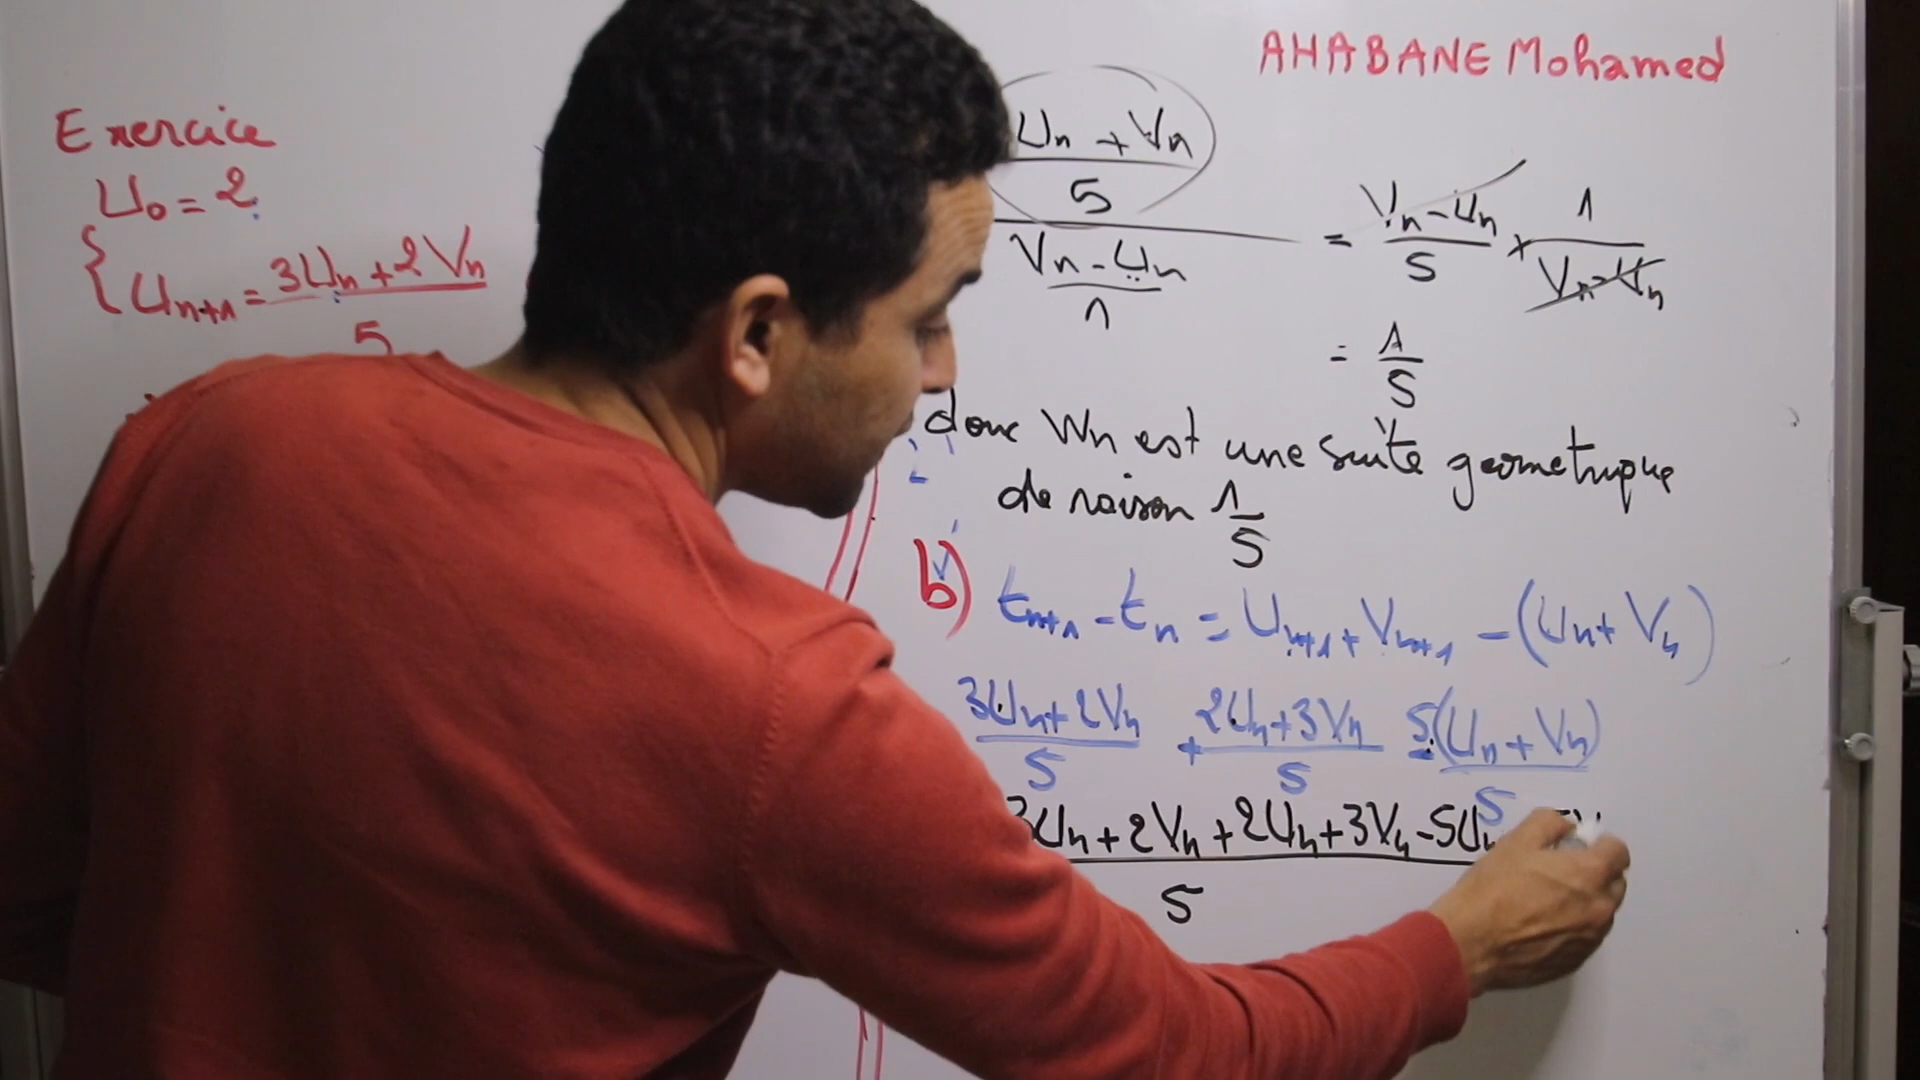 AHABANE Mohamed
Exercice
U₀ = 2
{ Uₙ₊₁ = 3Uₙ + 2Vₙ
5
Uₙ + Vₙ
5
Vₙ - Uₙ
1
= Vₙ - Uₙ / 5 × 1 / Vₙ - Uₙ
= 1 / 5
donc Wn est une suite geometrique
de raison 1/5
b) tₙ₊₁ - tₙ = Uₙ₊₁ + Vₙ₊₁ - (Uₙ + Vₙ)
3Uₙ + 2Vₙ / 5 + 2Uₙ + 3Vₙ / 5 - 5(Uₙ + Vₙ) / 5
3Uₙ + 2Vₙ + 2Uₙ + 3Vₙ - 5Uₙ
5